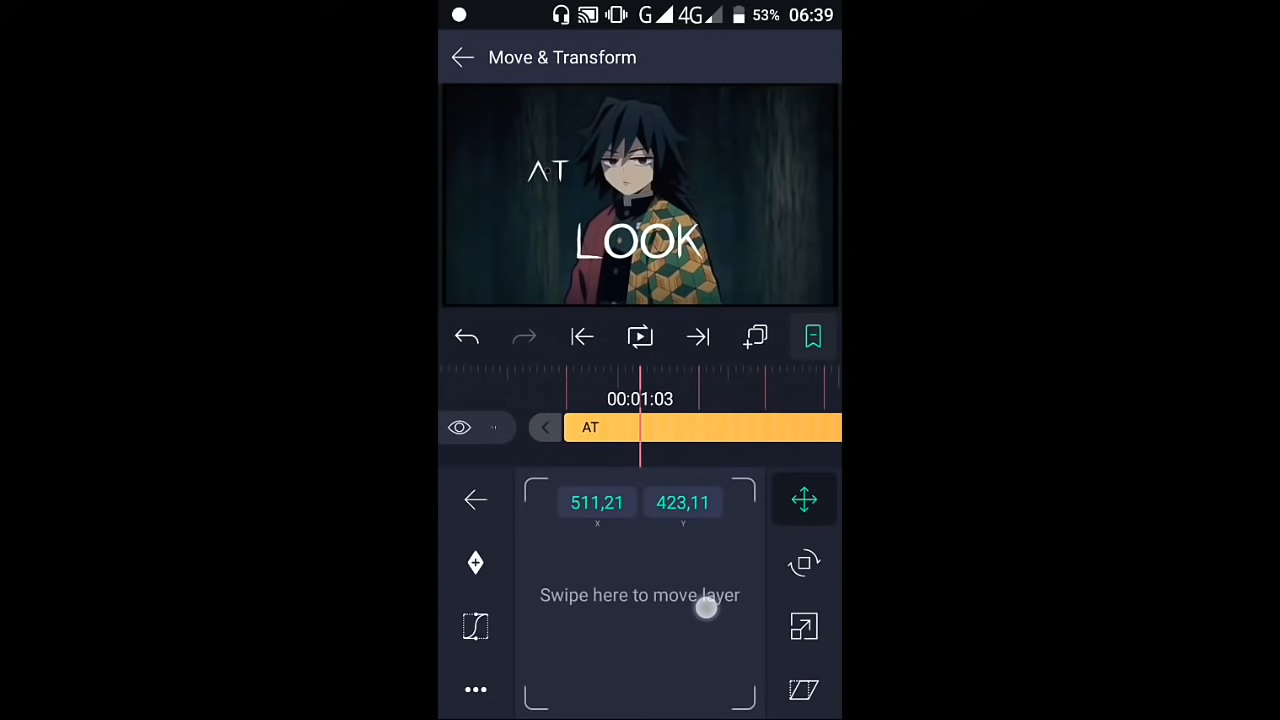 G 4G 53% 06:39
Move & Transform
AT
LOOK
00:01:03
AT
511,21 423,11
X Y
Swipe here to move layer